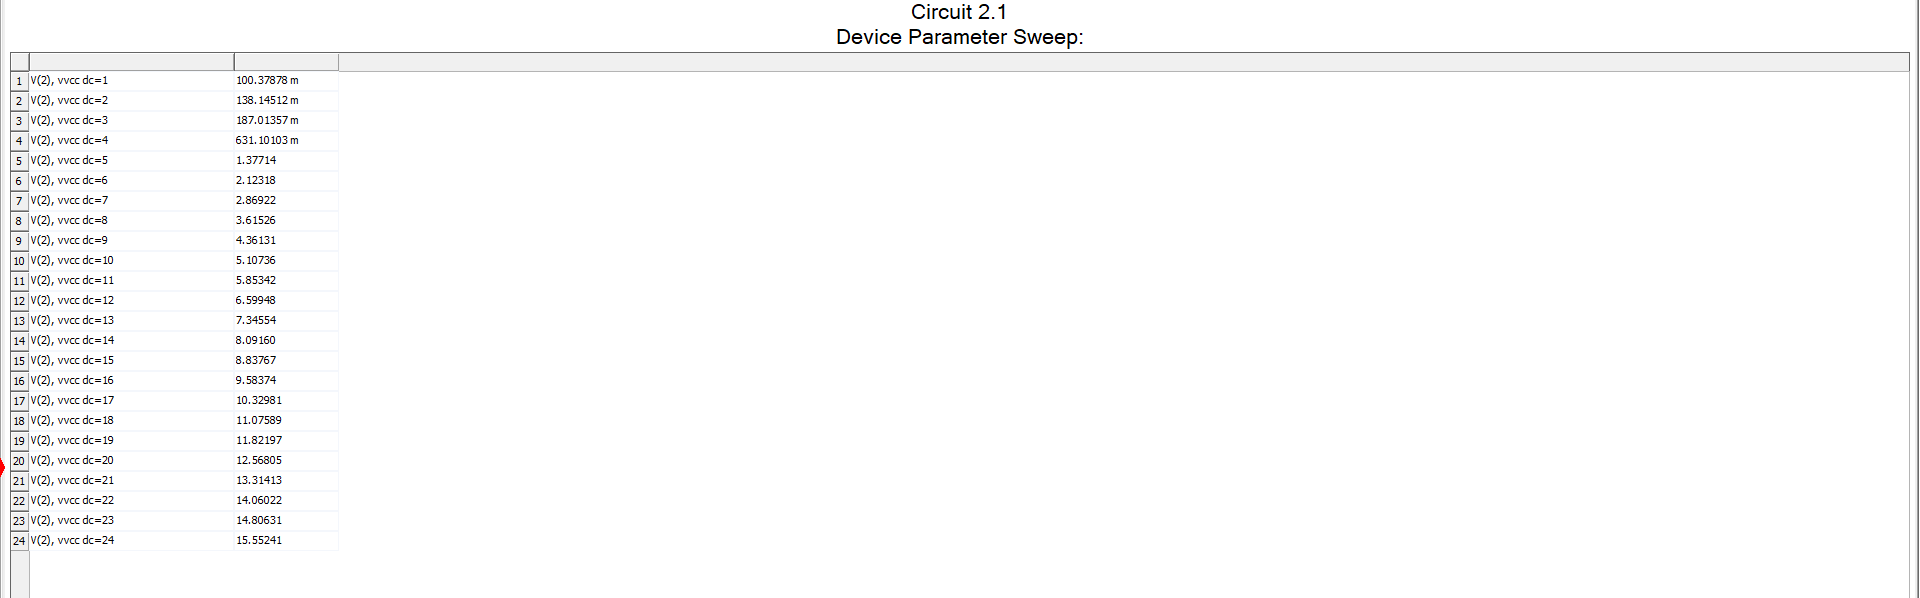 Circuit 2.1
Device Parameter Sweep:
1 V(2), vvcc dc=1 100.37878 m
2 V(2), vvcc dc=2 138.14512 m
3 V(2), vvcc dc=3 187.01357 m
4 V(2), vvcc dc=4 631.10103 m
5 V(2), vvcc dc=5 1.37714
6 V(2), vvcc dc=6 2.12318
7 V(2), vvcc dc=7 2.86922
8 V(2), vvcc dc=8 3.61526
9 V(2), vvcc dc=9 4.36131
10 V(2), vvcc dc=10 5.10736
11 V(2), vvcc dc=11 5.85342
12 V(2), vvcc dc=12 6.59948
13 V(2), vvcc dc=13 7.34554
14 V(2), vvcc dc=14 8.09160
15 V(2), vvcc dc=15 8.83767
16 V(2), vvcc dc=16 9.58374
17 V(2), vvcc dc=17 10.32981
18 V(2), vvcc dc=18 11.07589
19 V(2), vvcc dc=19 11.82197
20 V(2), vvcc dc=20 12.56805
21 V(2), vvcc dc=21 13.31413
22 V(2), vvcc dc=22 14.06022
23 V(2), vvcc dc=23 14.80631
24 V(2), vvcc dc=24 15.55241